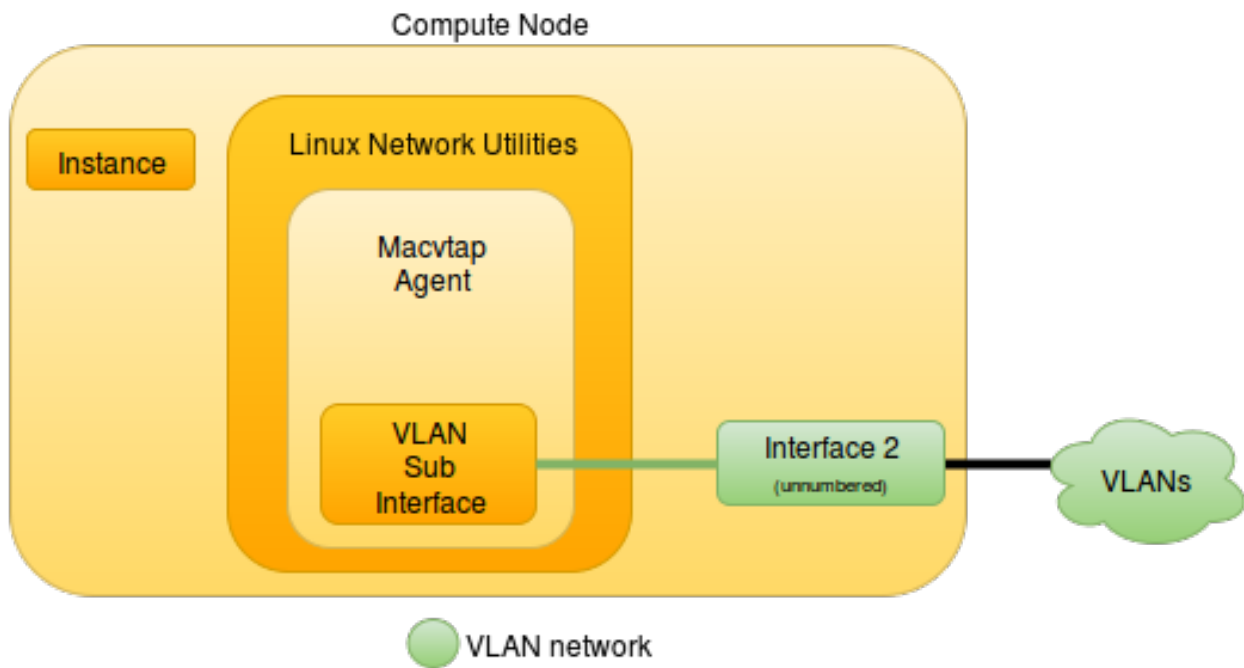 Compute Node
Instance
Linux Network Utilities
Macvtap
Agent
VLAN
Sub
Interface
Interface 2
(unnumbered)
VLANs
VLAN network